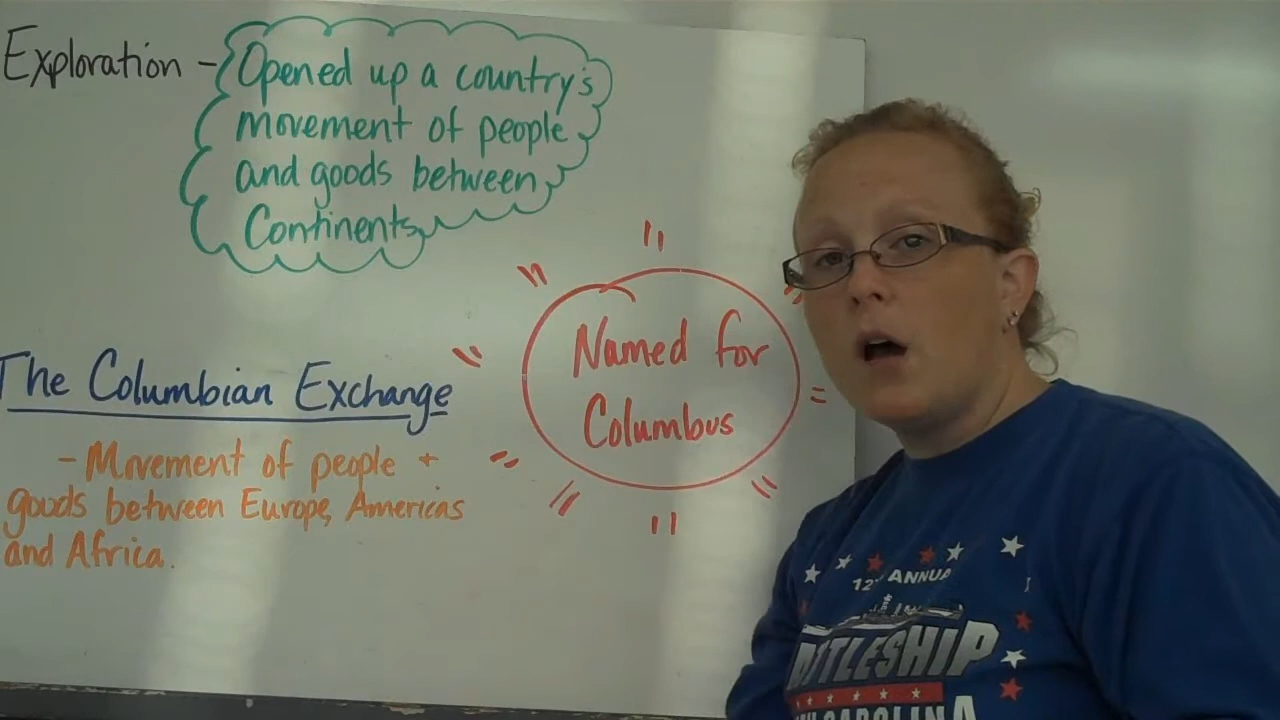 Exploration - Opened up a country's
movement of people
and goods between
Continents
Named for
Columbus
The Columbian Exchange
- Movement of people +
goods between Europe, Americas
and Africa.
ANNUA
TTLESHIP
CAROLINA